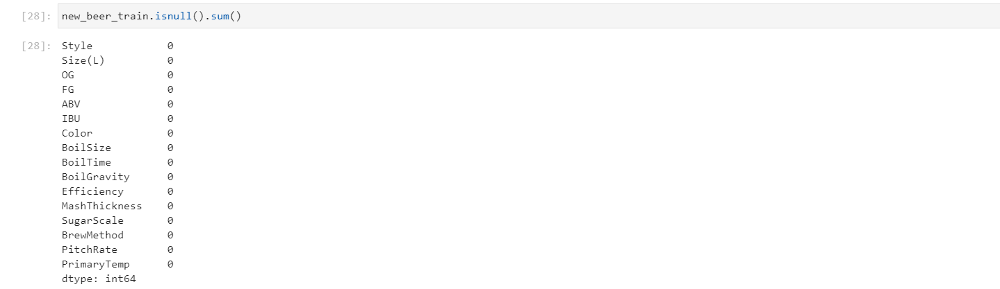 [28]: new_beer_train.isnull().sum()
[28]: Style 0
Size(L) 0
OG 0
FG 0
ABV 0
IBU 0
Color 0
BoilSize 0
BoilTime 0
BoilGravity 0
Efficiency 0
MashThickness 0
SugarScale 0
BrewMethod 0
PitchRate 0
PrimaryTemp 0
dtype: int64